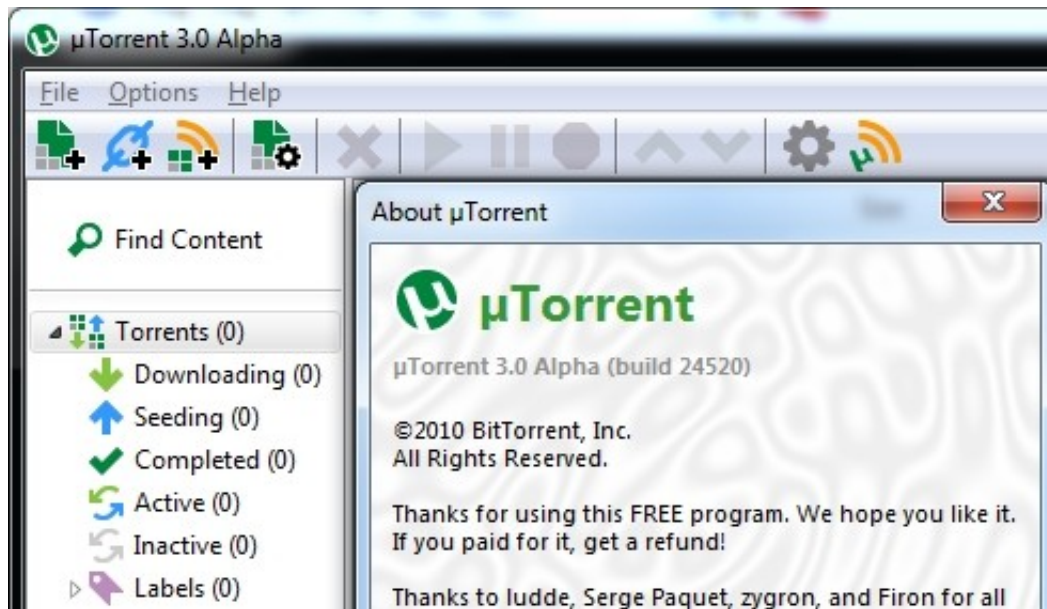 µTorrent 3.0 Alpha
File Options Help
Find Content
Torrents (0)
Downloading (0)
Seeding (0)
Completed (0)
Active (0)
Inactive (0)
Labels (0)
About µTorrent
µTorrent
µTorrent 3.0 Alpha (build 24520)
©2010 BitTorrent, Inc.
All Rights Reserved.
Thanks for using this FREE program. We hope you like it.
If you paid for it, get a refund!
Thanks to ludde, Serge Paquet, zygron, and Firon for all